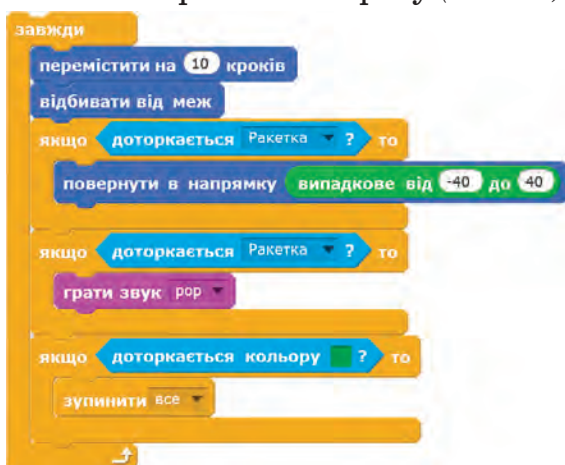 завжди
перемістити на 10 кроків
відбивати від меж
якщо доторкається Ракетка ? то
повернути в напрямку випадкове від -40 до 40
якщо доторкається Ракетка ? то
грати звук pop
якщо доторкається кольору ? то
зупинити все